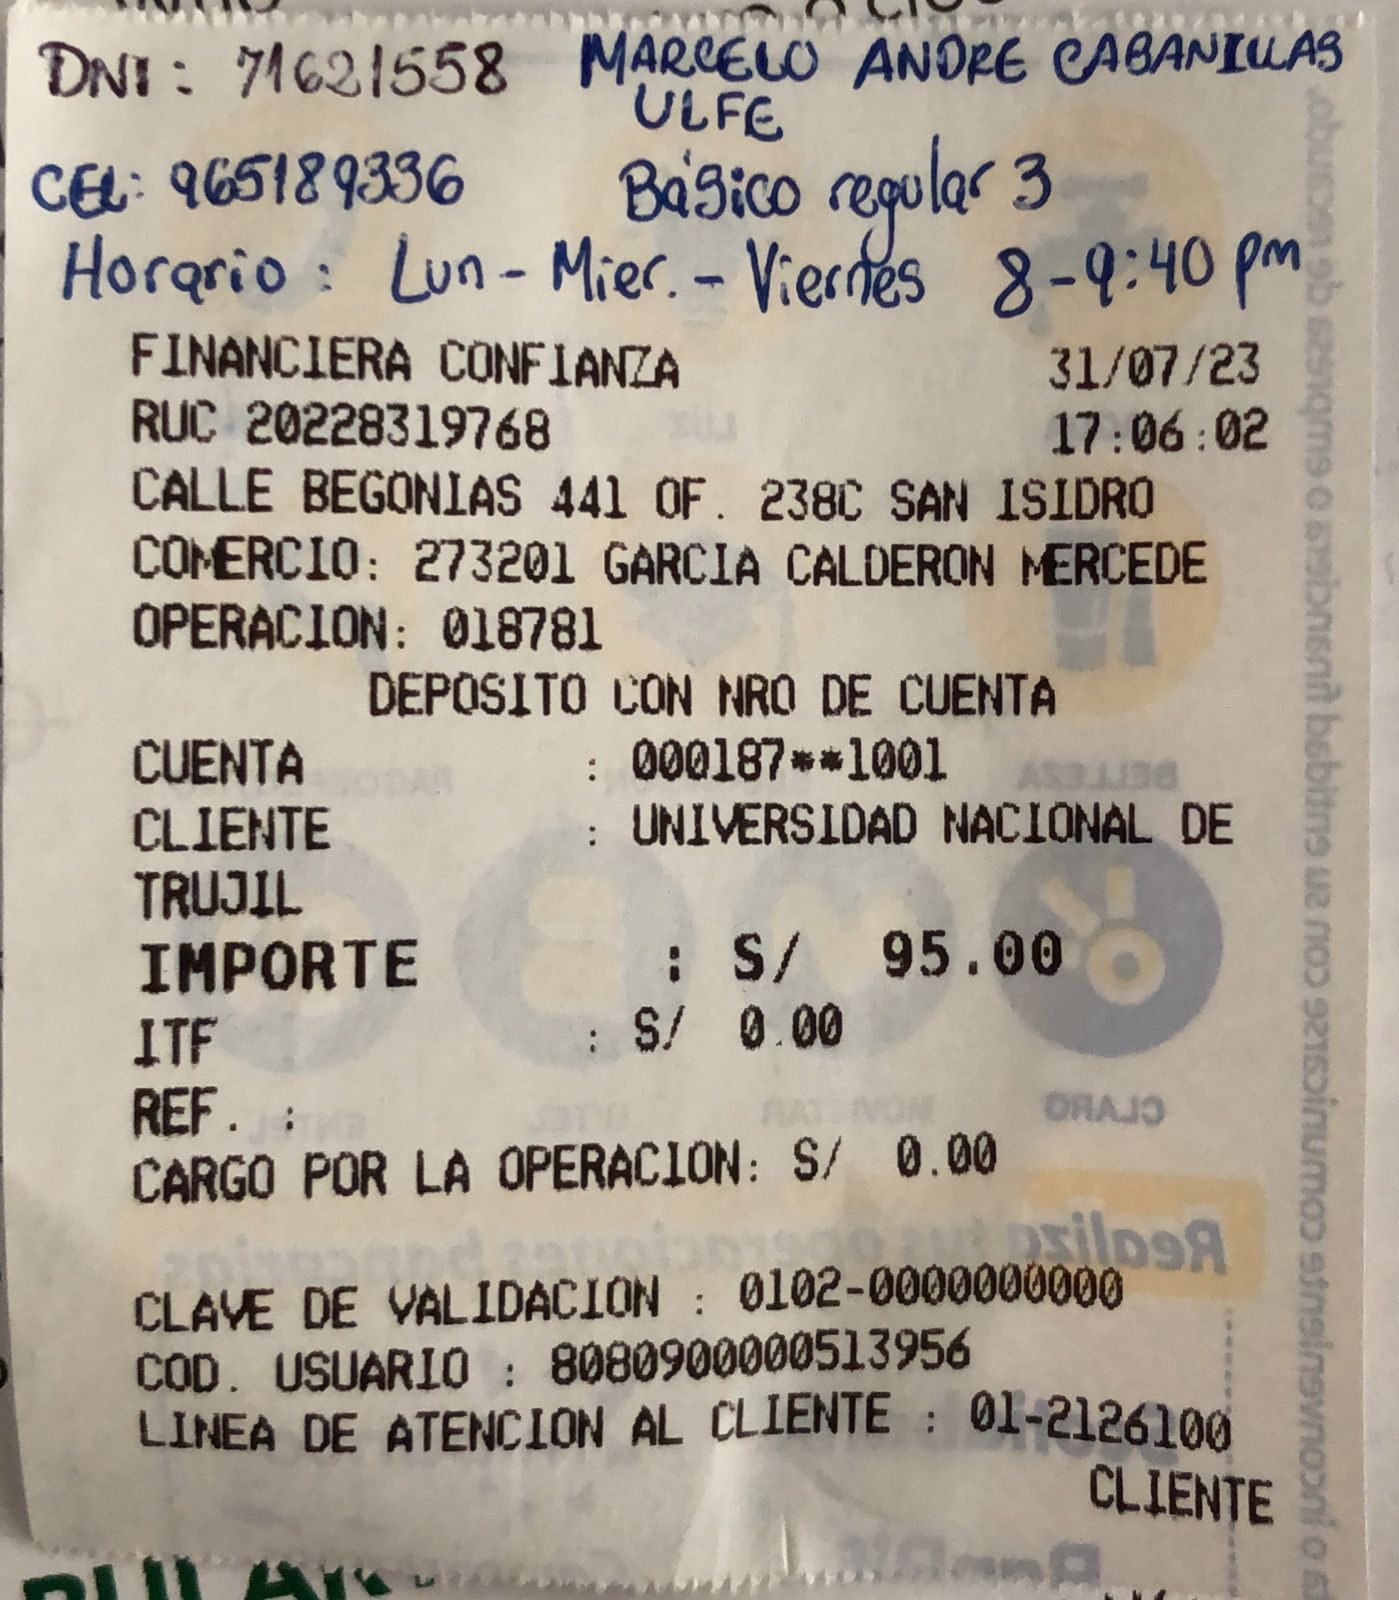 DNI: 71621558 MARCELO ANDRE CABANILLAS
ULFE
CEL: 965189336 Básico regular 3
Horario: Lun - Mier. - Viernes 8-9:40 pm
FINANCIERA CONFIANZA 31/07/23
RUC 20228319768 17:06:02
CALLE BEGONIAS 441 OF. 238C SAN ISIDRO
COMERCIO: 273201 GARCIA CALDERON MERCEDE
OPERACION: 018781
DEPOSITO CON NRO DE CUENTA
CUENTA : 000187**1001
CLIENTE : UNIVERSIDAD NACIONAL DE
TRUJIL
IMPORTE : S/ 95.00
ITF : S/ 0.00
REF. :
CARGO POR LA OPERACION: S/ 0.00
CLAVE DE VALIDACION : 0102-0000000000
COD. USUARIO : 8080900000513956
LINEA DE ATENCION AL CLIENTE : 01-2126100
CLIENTE